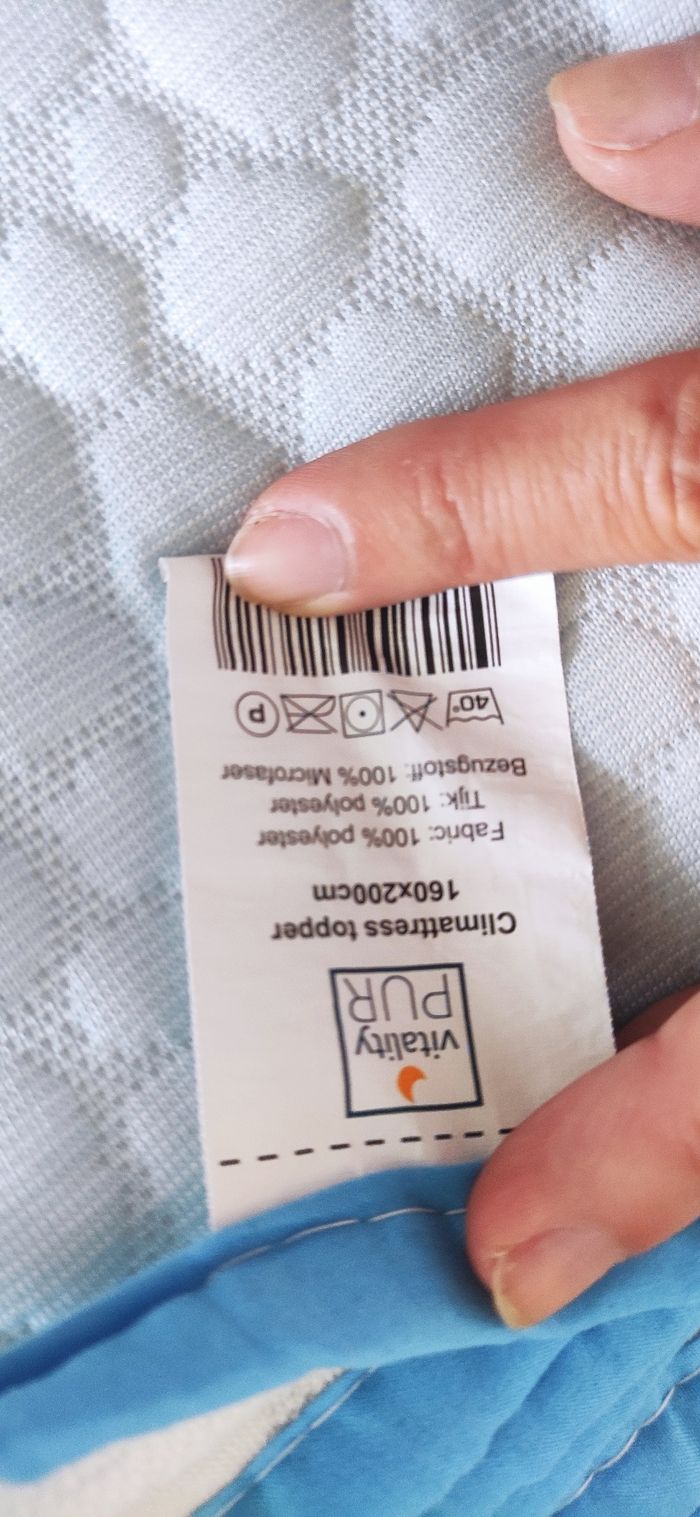 vitality
PUR
Climattress topper
160x200cm
Fabric: 100% polyester
Tijk: 100% polyester
Bezugstoff: 100% Microfaser
40°
P